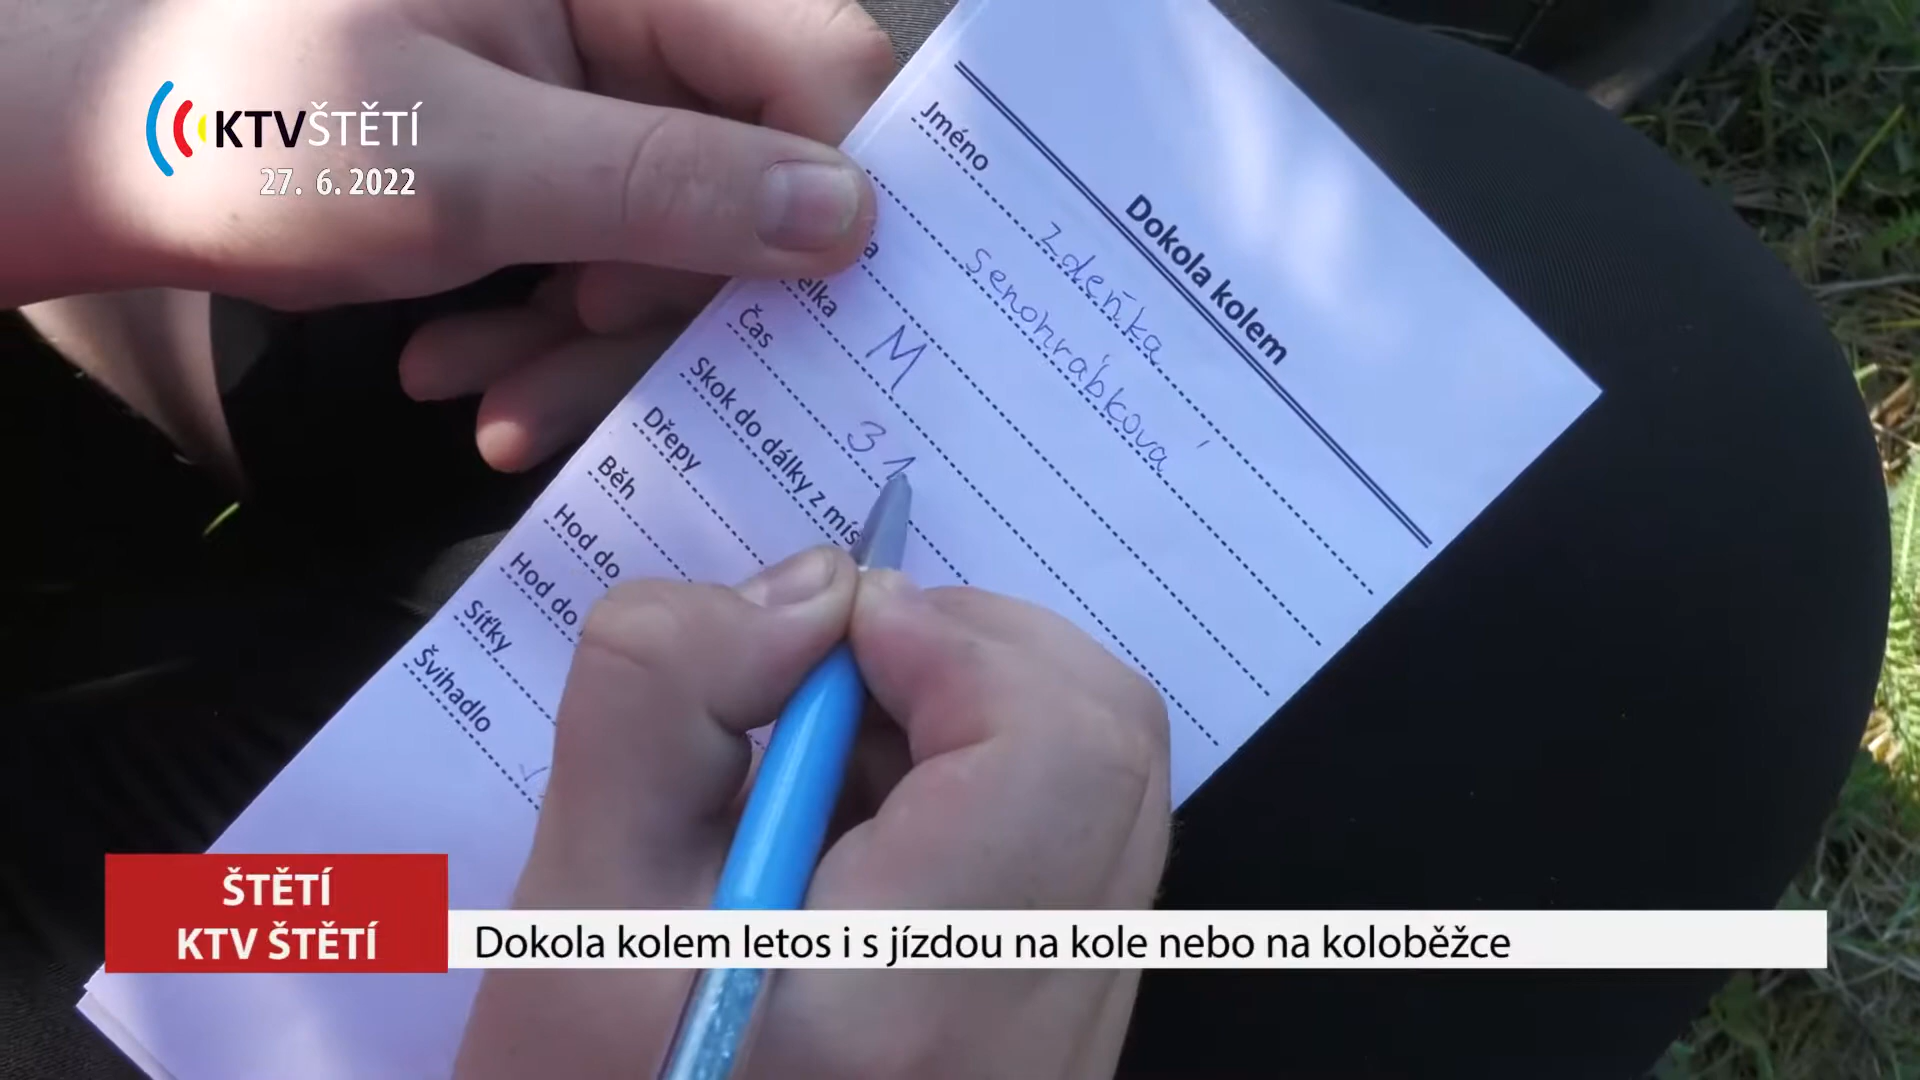 KTVŠTĚTÍ
27. 6. 2022
Dokola kolem
Jméno
Zdeňka
senohrábková
M
Čas
31
Skok do dálky z mís
Dřepy
Běh
Hod do
Hod do
Síťky
Švihadlo
ŠTĚTÍ
KTV ŠTĚTÍ
Dokola kolem letos i s jízdou na kole nebo na koloběžce